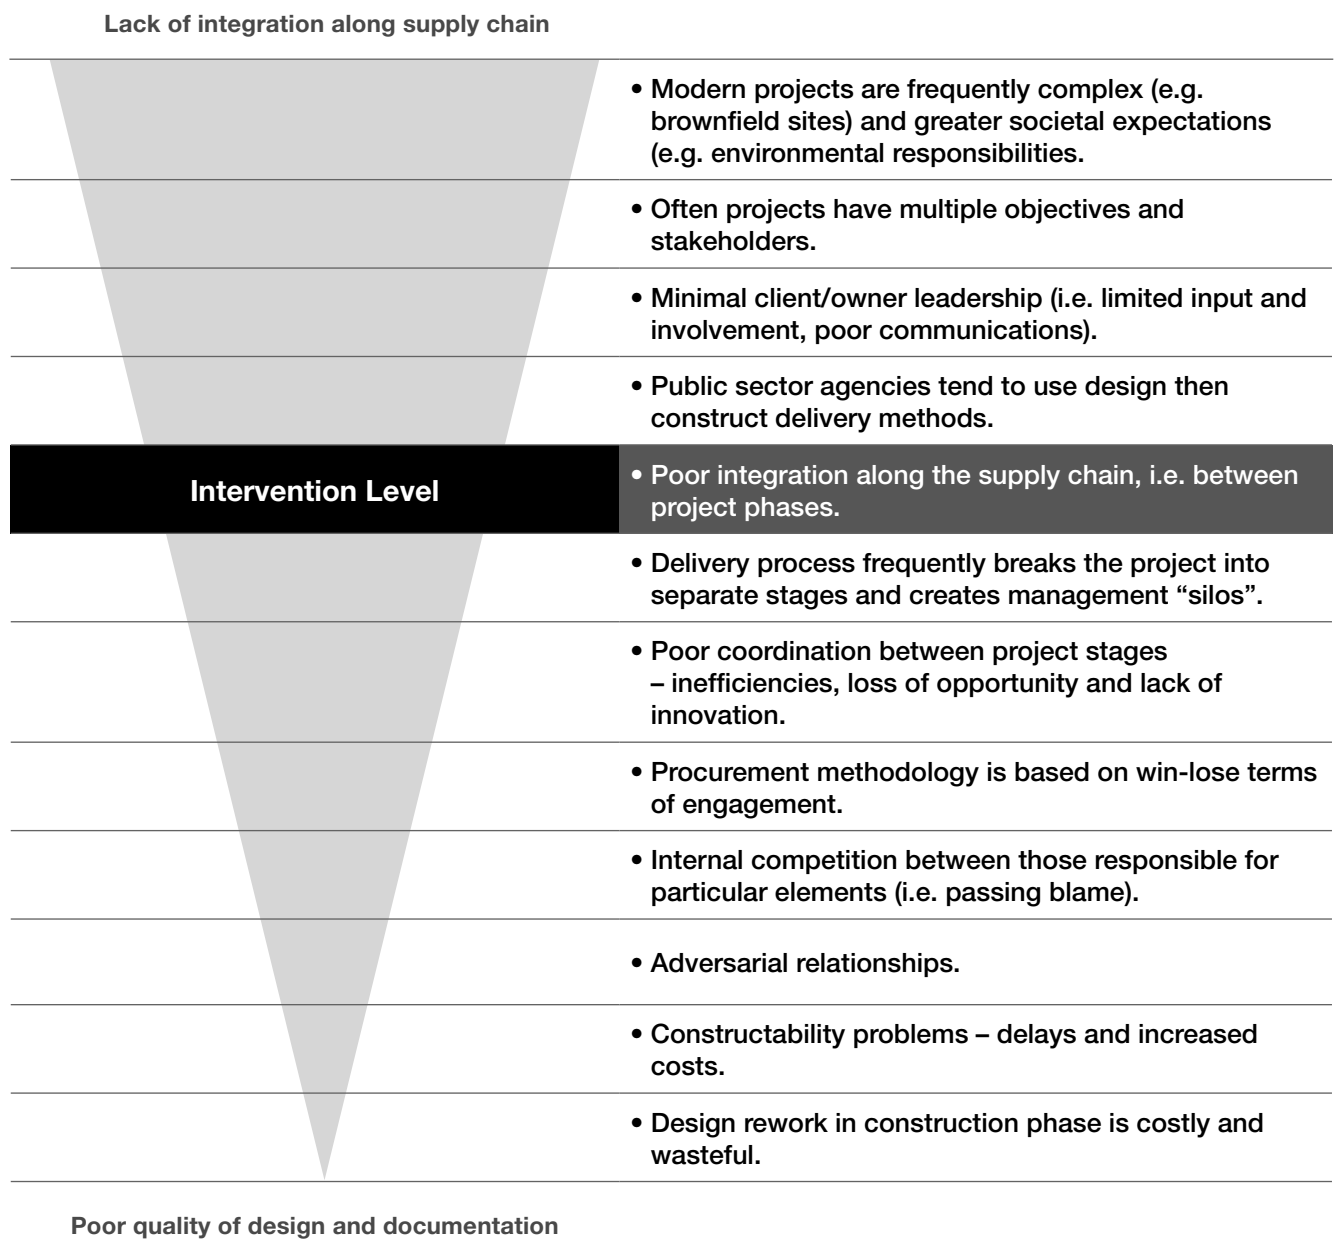 Lack of integration along supply chain
• Modern projects are frequently complex (e.g.
brownfield sites) and greater societal expectations
(e.g. environmental responsibilities.
• Often projects have multiple objectives and
stakeholders.
• Minimal client/owner leadership (i.e. limited input and
involvement, poor communications).
• Public sector agencies tend to use design then
construct delivery methods.
Intervention Level
• Poor integration along the supply chain, i.e. between
project phases.
• Delivery process frequently breaks the project into
separate stages and creates management “silos”.
• Poor coordination between project stages
– inefficiencies, loss of opportunity and lack of
innovation.
• Procurement methodology is based on win-lose terms
of engagement.
• Internal competition between those responsible for
particular elements (i.e. passing blame).
• Adversarial relationships.
• Constructability problems – delays and increased
costs.
• Design rework in construction phase is costly and
wasteful.
Poor quality of design and documentation